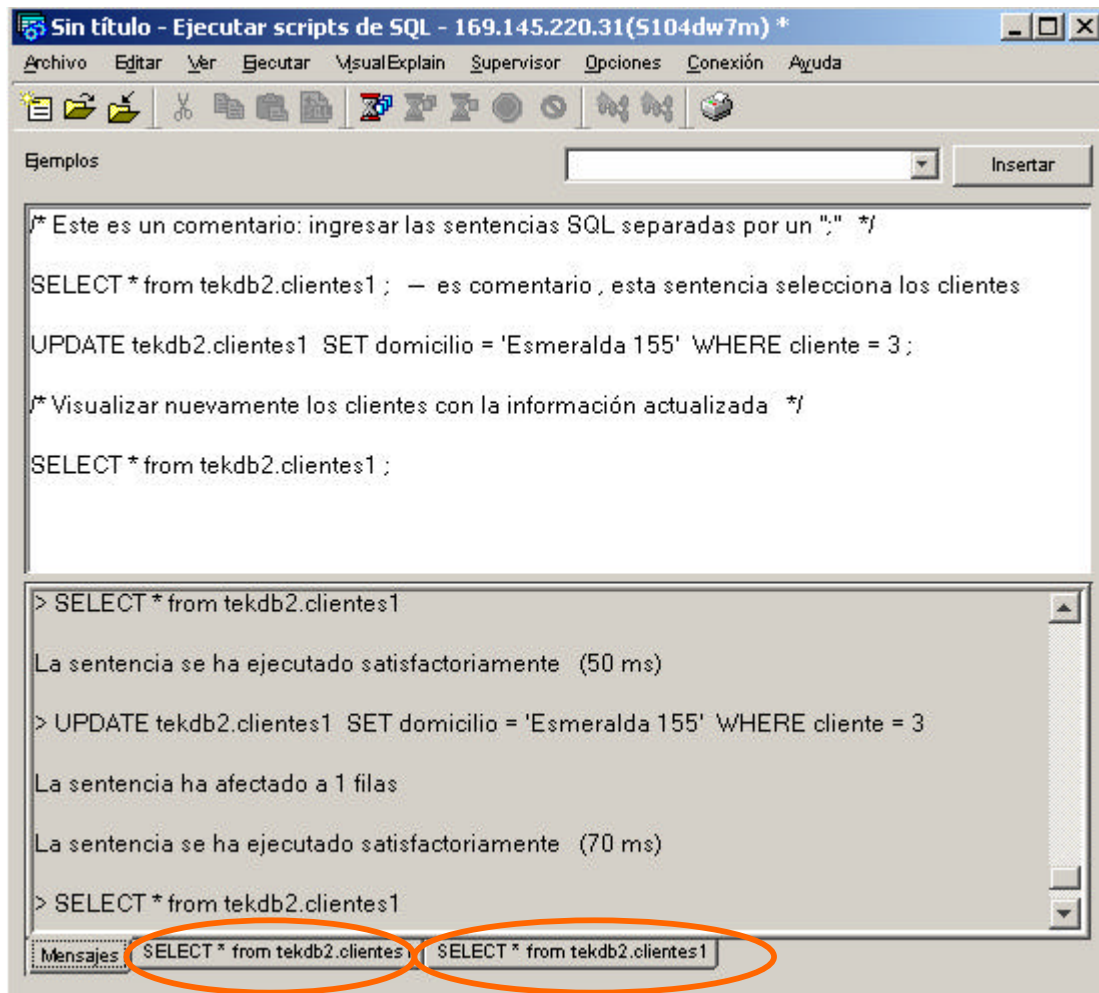 Sin título - Ejecutar scripts de SQL - 169.145.220.31(S104dw7m) *
Archivo Editar Ver Ejecutar VisualExplain Supervisor Opciones Conexión Ayuda
Ejemplos
Insertar
/* Este es un comentario: ingresar las sentencias SQL separadas por un ";" */
SELECT * from tekdb2.clientes1 ; – es comentario , esta sentencia selecciona los clientes
UPDATE tekdb2.clientes1 SET domicilio = 'Esmeralda 155' WHERE cliente = 3 ;
/* Visualizar nuevamente los clientes con la información actualizada */
SELECT * from tekdb2.clientes1 ;
> SELECT * from tekdb2.clientes1
La sentencia se ha ejecutado satisfactoriamente (50 ms)
> UPDATE tekdb2.clientes1 SET domicilio = 'Esmeralda 155' WHERE cliente = 3
La sentencia ha afectado a 1 filas
La sentencia se ha ejecutado satisfactoriamente (70 ms)
> SELECT * from tekdb2.clientes1
Mensajes SELECT * from tekdb2.clientes1 SELECT * from tekdb2.clientes1